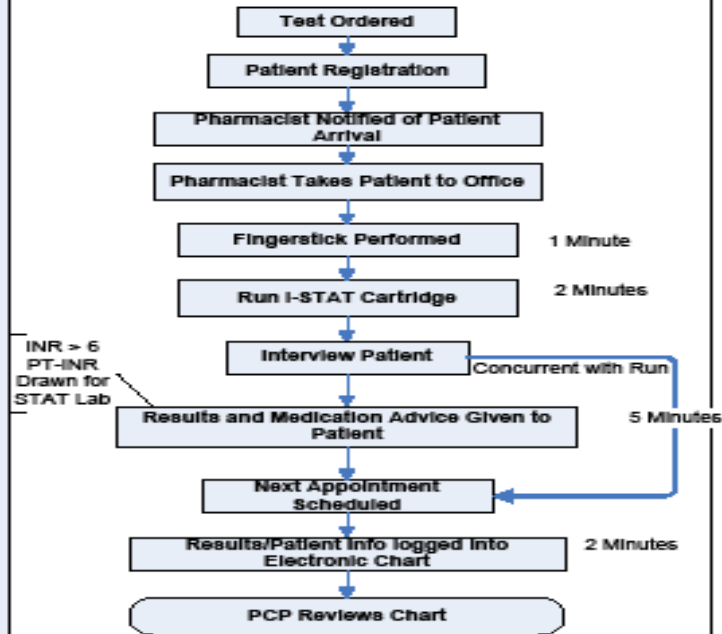 Test Ordered
Patient Registration
Pharmacist Notified of Patient
Arrival
Pharmacist Takes Patient to Office
Fingerstick Performed
1 Minute
Run I-STAT Cartridge
2 Minutes
INR > 6
PT-INR
Drawn for
STAT Lab
Interview Patient
Concurrent with Run
Results and Medication Advice Given to
Patient
5 Minutes
Next Appointment
Scheduled
Results/Patient Info logged into
Electronic Chart
2 Minutes
PCP Reviews Chart